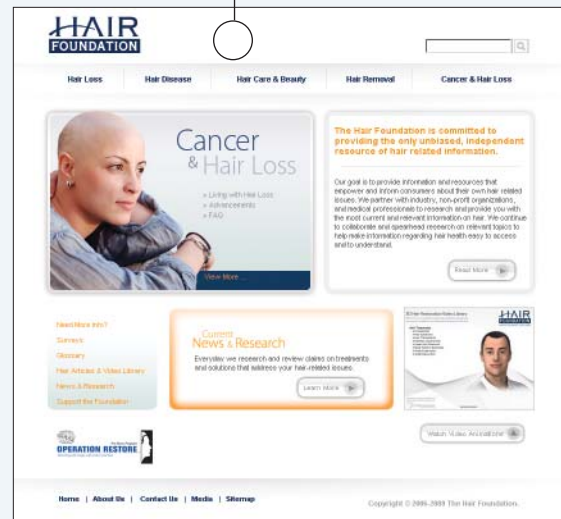 HAIR
FOUNDATION
Hair Loss
Hair Disease
Hair Care & Beauty
Hair Removal
Cancer & Hair Loss
Cancer
& Hair Loss
» Living with Hair Loss
» Advancements
» FAQ
View More ...
The Hair Foundation is committed to
providing the only unbiased, independent
resource of hair related information.
Our goal is to provide information and resources that
empower and inform consumers about their own hair related
issues. We partner with industry, non-profit organizations,
and medical professionals to research and provide you with
the most current and relevant information on hair. We continue
to collaborate and spearhead research on relevant topics to
help make information regarding hair health easy to access
and to understand.
Read More
Need More Info?
Surveys
Glossary
Hair Articles & Video Library
News & Research
Support the Foundation
Current
News & Research
Everyday we research and review claims on treatments
and solutions that address your hair-related issues.
Learn More
HAIR
FOUNDATION
Watch Video Animations
OPERATION RESTORE
Home | About Us | Contact Us | Media | Sitemap
Copyright © 2006-2009 The Hair Foundation.